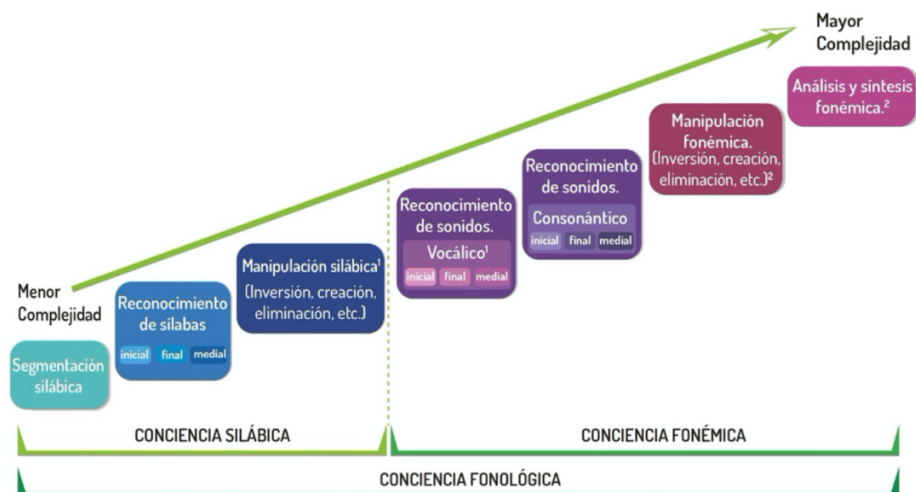 Mayor
Complejidad
Análisis y síntesis
fonémica.²
Manipulación
fonémica.
(Inversión, creación,
eliminación, etc.)²
Reconocimiento
de sonidos.
Consonántico
inicial final medial
Reconocimiento
de sonidos.
Vocálico¹
inicial final medial
Manipulación silábica¹
(Inversión, creación,
eliminación, etc.)
Menor
Complejidad
Reconocimiento
de sílabas
inicial final medial
Segmentación
silábica
CONCIENCIA SILÁBICA
CONCIENCIA FONÉMICA
CONCIENCIA FONOLÓGICA